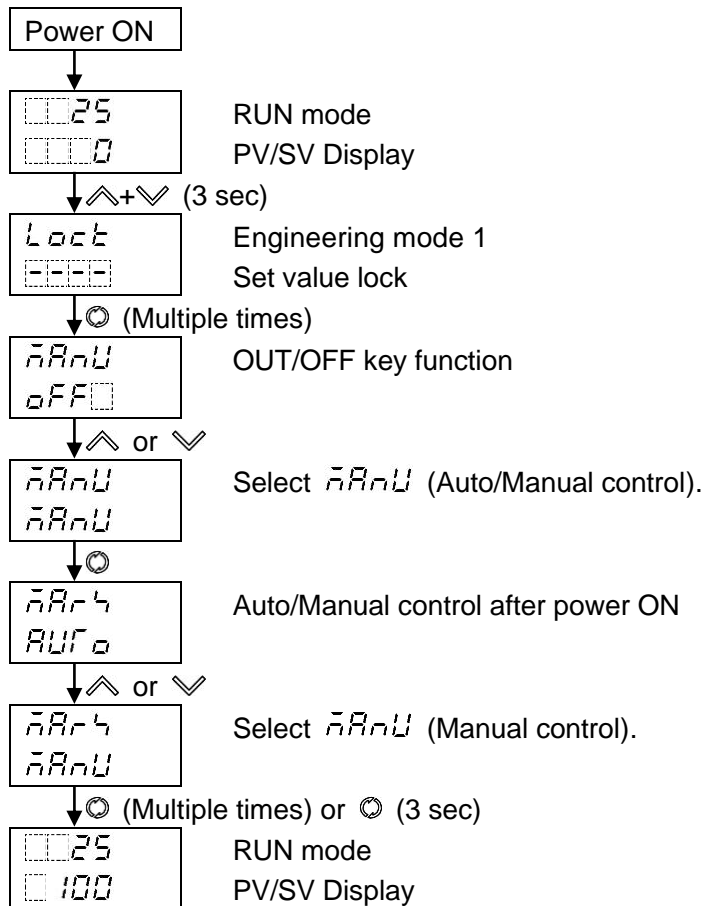 Power ON
25 RUN mode
0 PV/SV Display
+ (3 sec)
Lock Engineering mode 1
---- Set value lock
(Multiple times)
MANU OUT/OFF key function
oFF
or
MANU Select MANU (Auto/Manual control).
MANU
MArS Auto/Manual control after power ON
AUTo
or
MArS Select MANU (Manual control).
MANU
(Multiple times) or (3 sec)
25 RUN mode
100 PV/SV Display